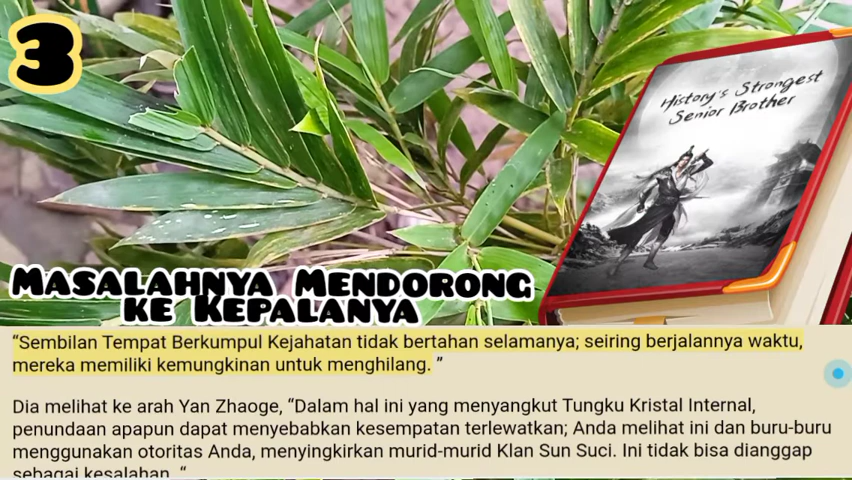 3
History's Strongest
Senior Brother
MASALAHNYA MENDORONG
KE KEPALANYA
“Sembilan Tempat Berkumpul Kejahatan tidak bertahan selamanya; seiring berjalannya waktu,
mereka memiliki kemungkinan untuk menghilang. ”
Dia melihat ke arah Yan Zhaoge, “Dalam hal ini yang menyangkut Tungku Kristal Internal,
penundaan apapun dapat menyebabkan kesempatan terlewatkan; Anda melihat ini dan buru-buru
menggunakan otoritas Anda, menyingkirkan murid-murid Klan Sun Suci. Ini tidak bisa dianggap
sebagai kesalahan. “